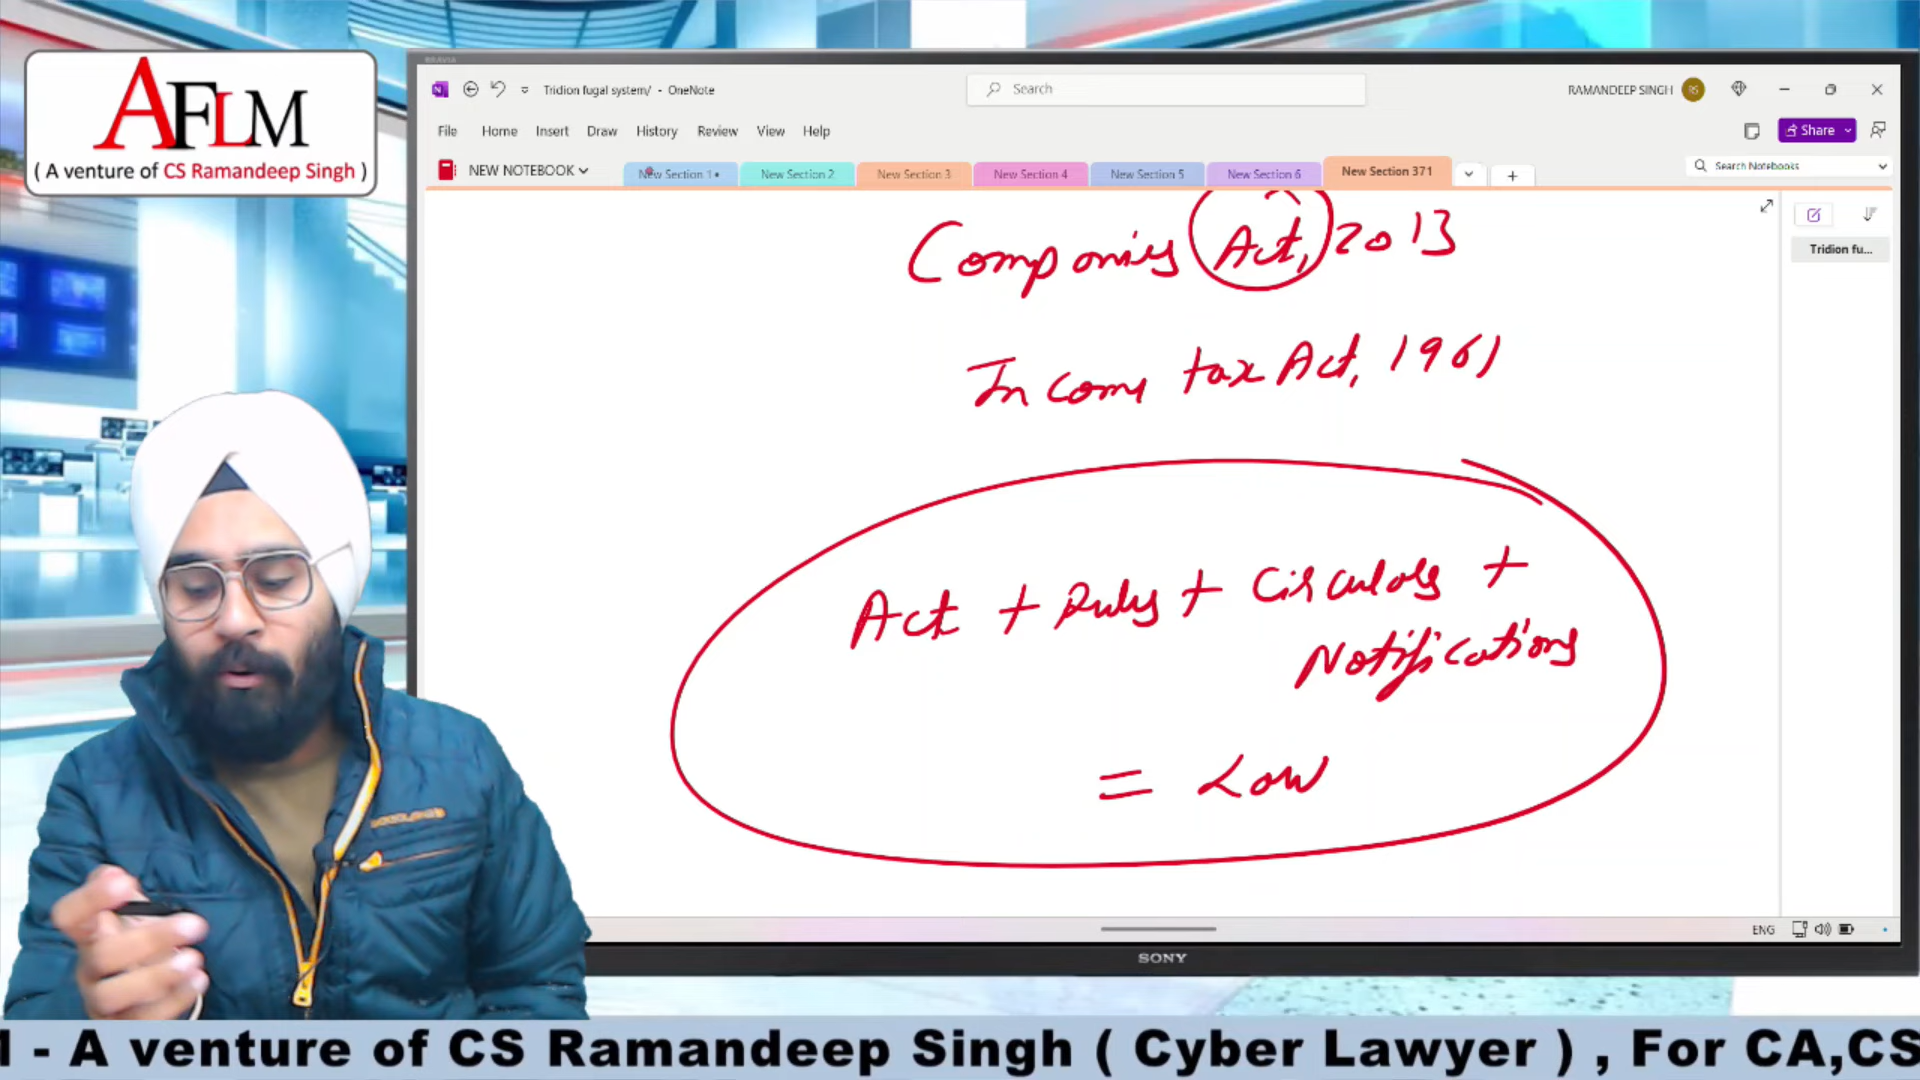 AFLM
( A venture of CS Ramandeep Singh )
BRAVIA
Tridion fugal system/ - OneNote
Search
RAMANDEEP SINGH
RS
File Home Insert Draw History Review View Help
Share
NEW NOTEBOOK
New Section 1
New Section 2
New Section 3
New Section 4
New Section 5
New Section 6
New Section 371
Search Notebooks
Tridion fu...
Companies Act, 2013
Income tax Act, 1961
Act + Rules + Circulars +
Notifications
= Law
ENG
SONY
- A venture of CS Ramandeep Singh ( Cyber Lawyer ) , For CA,CS